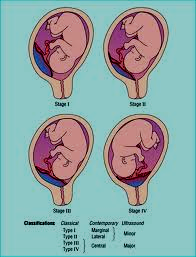 Stage I Stage II
Stage III Stage IV
Classifications Classical Contemporary Ultrasound
Type I Marginal Minor
Type II Lateral
Type III Central Major
Type IV